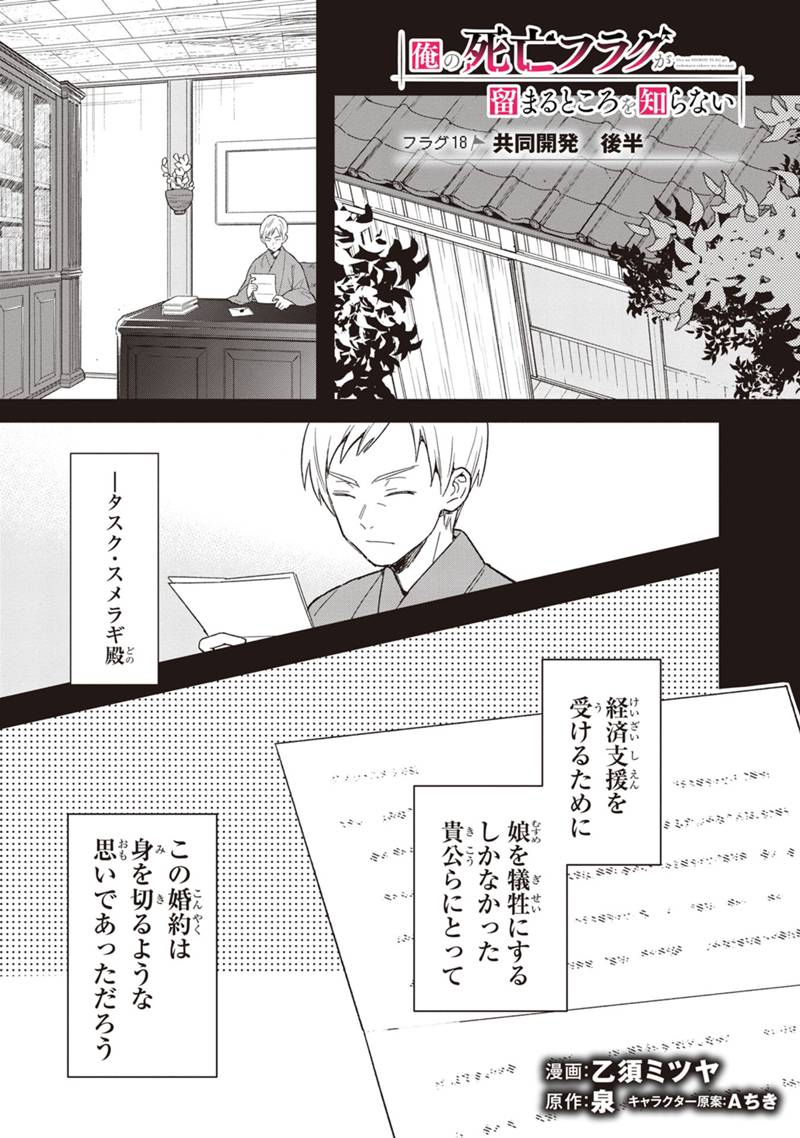 俺の死亡フラグが
留まるところを知らない
フラグ18 共同開発 後半
ータスク・スメラギ殿
経済支援を
受けるために
娘を犠牲にする
しかなかった
貴公らにとって
この婚約は
身を切るような
思いであっただろう
漫画:乙須ミツヤ
原作:泉 キャラクター原案:Aちき